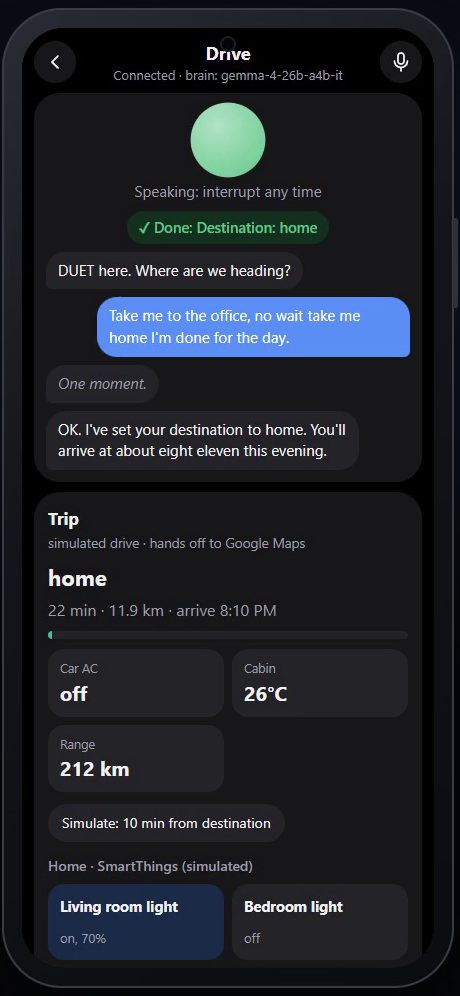 Drive
Connected · brain: gemma-4-26b-a4b-it
Speaking: interrupt any time
✓ Done: Destination: home
DUET here. Where are we heading?
Take me to the office, no wait take me
home I'm done for the day.
One moment.
OK. I've set your destination to home. You'll
arrive at about eight eleven this evening.
Trip
simulated drive · hands off to Google Maps
home
22 min · 11.9 km · arrive 8:10 PM
Car AC
off
Cabin
26°C
Range
212 km
Simulate: 10 min from destination
Home · SmartThings (simulated)
Living room light
on, 70%
Bedroom light
off